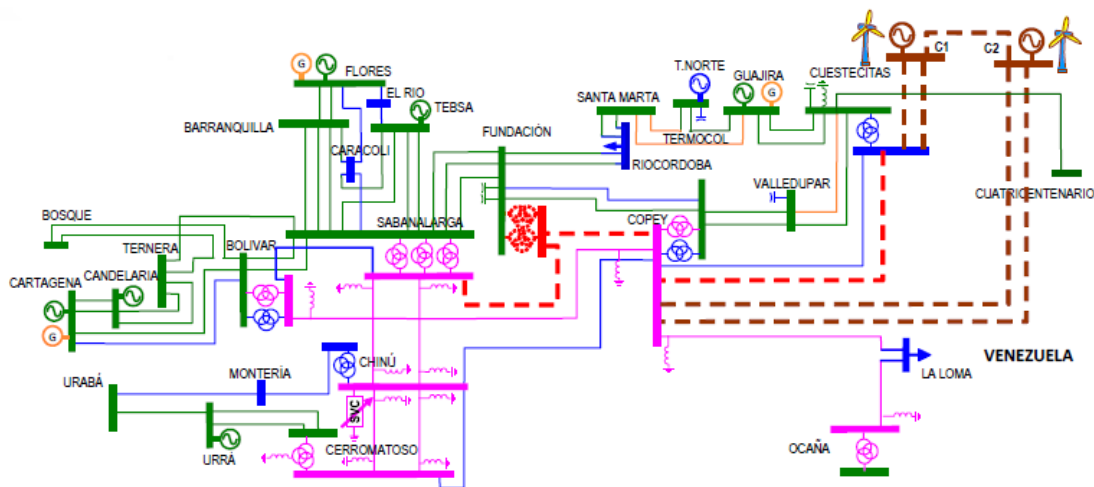 C1
C2
G
FLORES
EL RIO
TEBSA
BARRANQUILLA
CARACOLI
FUNDACIÓN
SANTA MARTA
T.NORTE
GUAJIRA
G
CUESTECITAS
TERMOCOL
RIOCORDOBA
VALLEDUPAR
CUATRICENTENARIO
BOSQUE
SABANALARGA
COPEY
TERNERA
BOLIVAR
CARTAGENA
CANDELARIA
G
URABÁ
MONTERÍA
CHINÚ
SVC
URRÁ
CERROMATOSO
VENEZUELA
LA LOMA
OCAÑA